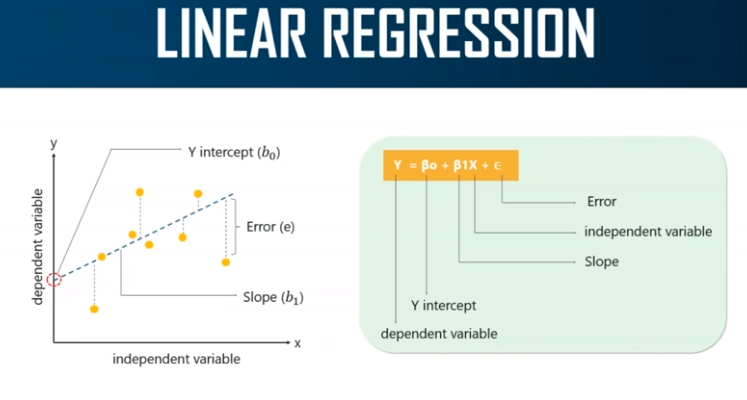 LINEAR REGRESSION
y
Y intercept (b₀)
dependent variable
Error (e)
Slope (b₁)
x
independent variable
Y = βo + β1X + ϵ
Error
independent variable
Slope
Y intercept
dependent variable